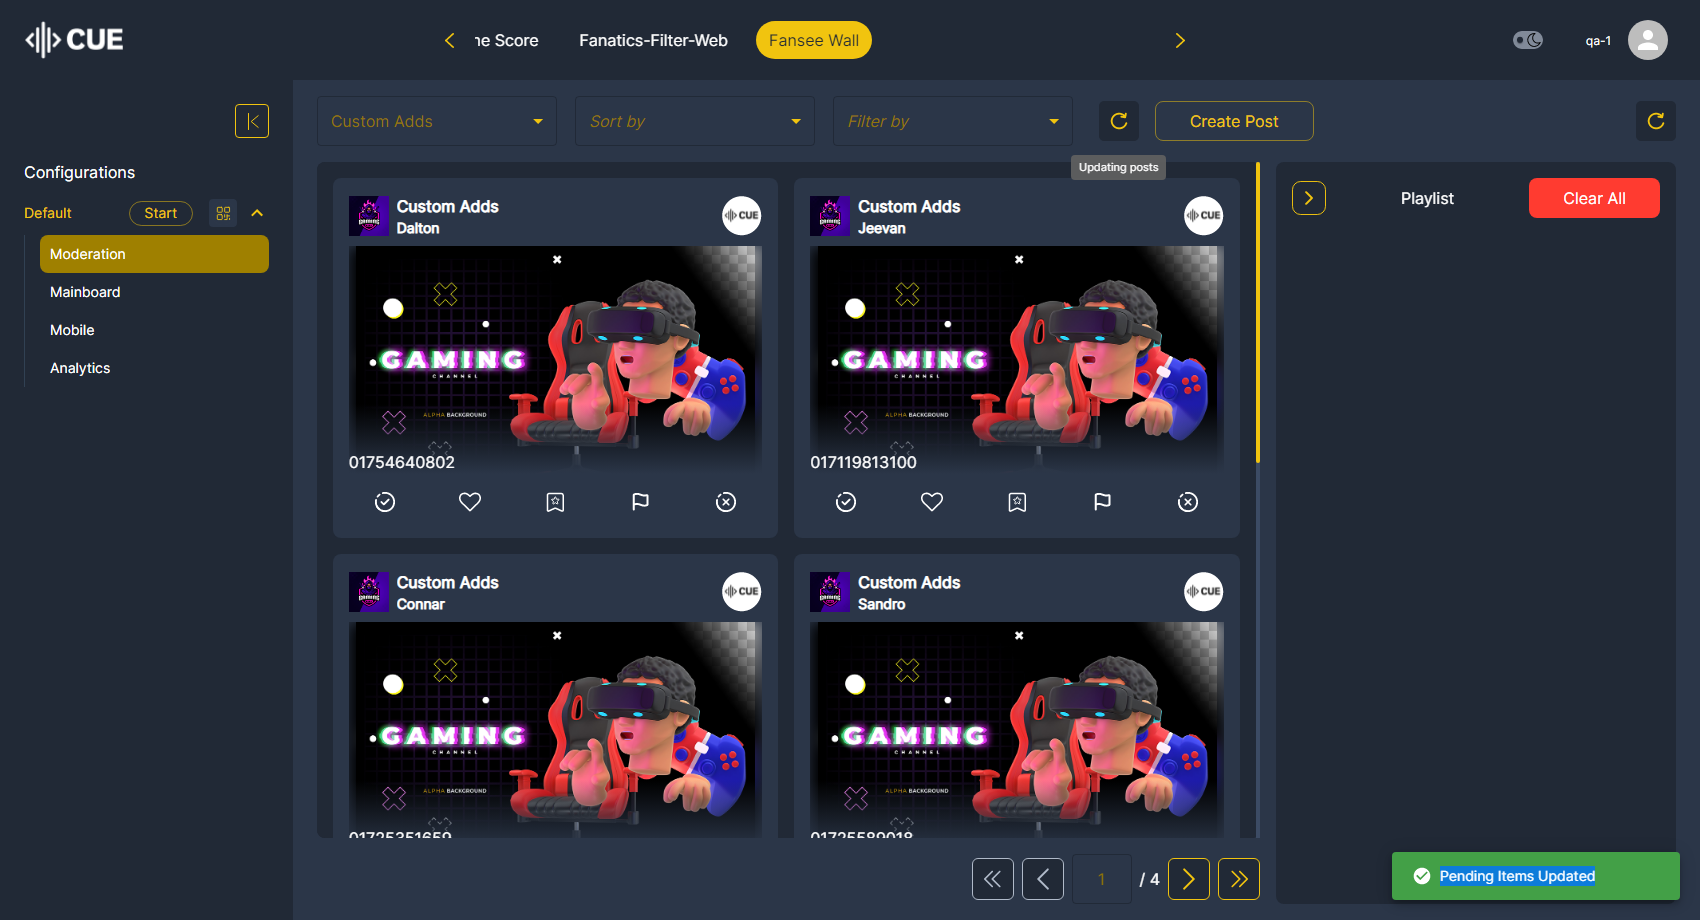 CUE
ne Score
Fanatics-Filter-Web
Fansee Wall
qa-1
Configurations
Default
Start
Moderation
Mainboard
Mobile
Analytics
Custom Adds
Sort by
Filter by
Create Post
Updating posts
Custom Adds
Dalton
CUE
GAMING
CHANNEL
ALPHA BACKGROUND
01754640802
Custom Adds
Jeevan
CUE
GAMING
CHANNEL
ALPHA BACKGROUND
017119813100
Custom Adds
Connar
CUE
GAMING
CHANNEL
ALPHA BACKGROUND
01725351659
Custom Adds
Sandro
CUE
GAMING
CHANNEL
ALPHA BACKGROUND
01725589018
1
/ 4
Playlist
Clear All
Pending Items Updated